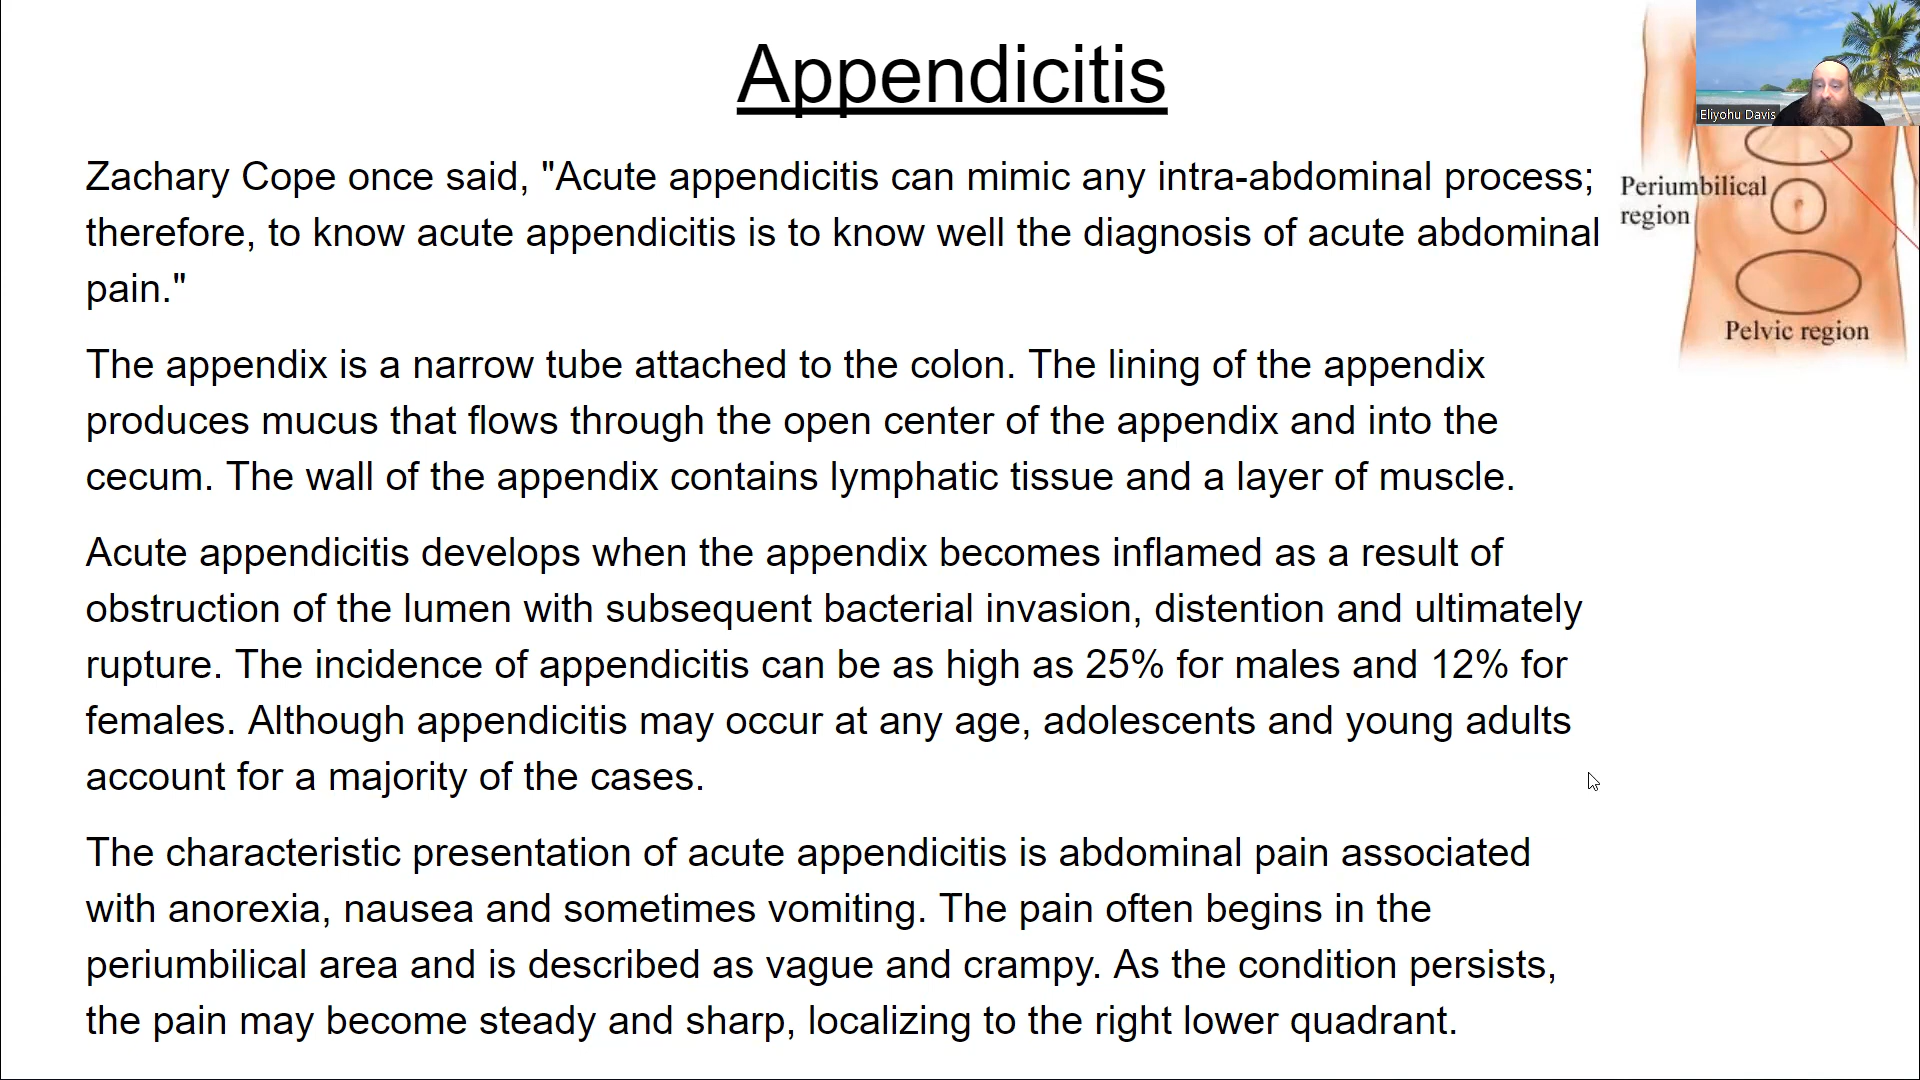 Appendicitis
Zachary Cope once said, "Acute appendicitis can mimic any intra-abdominal process;
therefore, to know acute appendicitis is to know well the diagnosis of acute abdominal
pain."
The appendix is a narrow tube attached to the colon. The lining of the appendix
produces mucus that flows through the open center of the appendix and into the
cecum. The wall of the appendix contains lymphatic tissue and a layer of muscle.
Acute appendicitis develops when the appendix becomes inflamed as a result of
obstruction of the lumen with subsequent bacterial invasion, distention and ultimately
rupture. The incidence of appendicitis can be as high as 25% for males and 12% for
females. Although appendicitis may occur at any age, adolescents and young adults
account for a majority of the cases.
The characteristic presentation of acute appendicitis is abdominal pain associated
with anorexia, nausea and sometimes vomiting. The pain often begins in the
periumbilical area and is described as vague and crampy. As the condition persists,
the pain may become steady and sharp, localizing to the right lower quadrant.
Eliyohu Davis
Periumbilical
region
Pelvic region